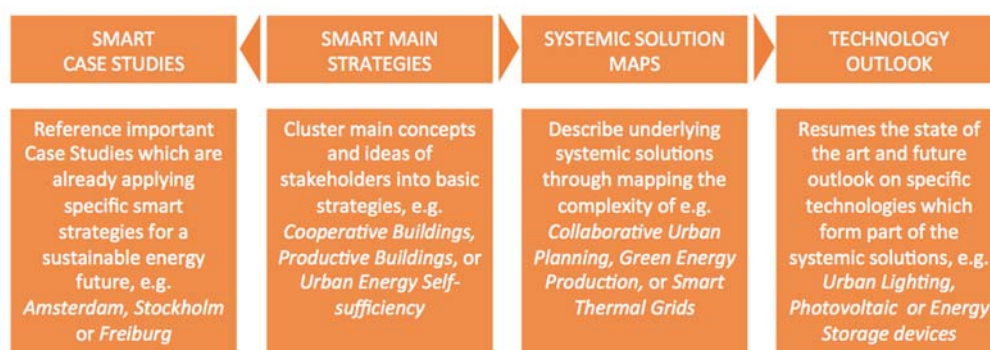 SMART
CASE STUDIES
SMART MAIN
STRATEGIES
SYSTEMIC SOLUTION
MAPS
TECHNOLOGY
OUTLOOK
Reference important
Case Studies which are
already applying
specific smart
strategies for a
sustainable energy
future, e.g.
Amsterdam, Stockholm
or Freiburg
Cluster main concepts
and ideas of
stakeholders into basic
strategies, e.g.
Cooperative Buildings,
Productive Buildings, or
Urban Energy Self-
sufficiency
Describe underlying
systemic solutions
through mapping the
complexity of e.g.
Collaborative Urban
Planning, Green Energy
Production, or Smart
Thermal Grids
Resumes the state of
the art and future
outlook on specific
technologies which
form part of the
systemic solutions, e.g.
Urban Lighting,
Photovoltaic or Energy
Storage devices